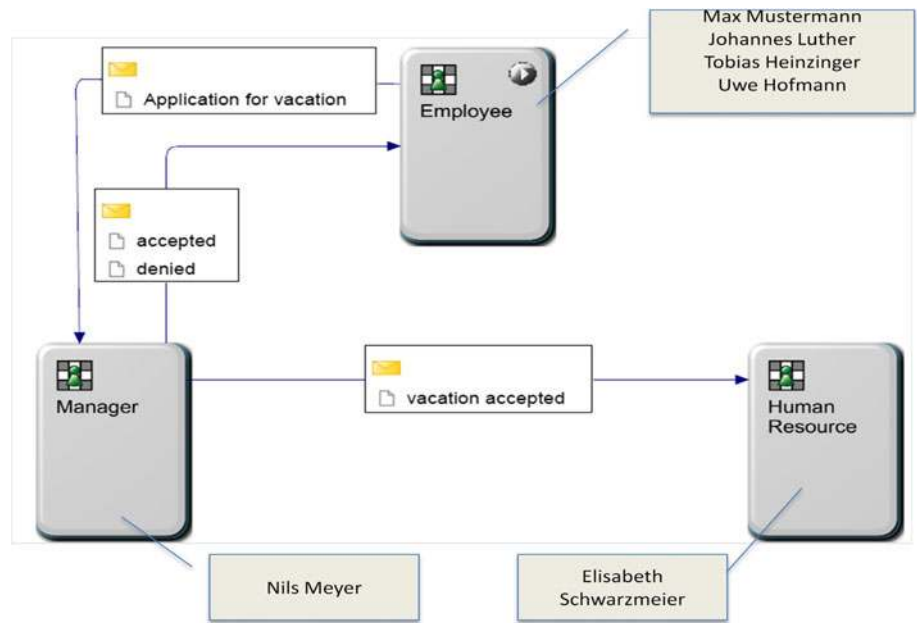 Max Mustermann
Johannes Luther
Tobias Heinzinger
Uwe Hofmann
Application for vacation
Employee
accepted
denied
Manager
vacation accepted
Human
Resource
Nils Meyer
Elisabeth
Schwarzmeier